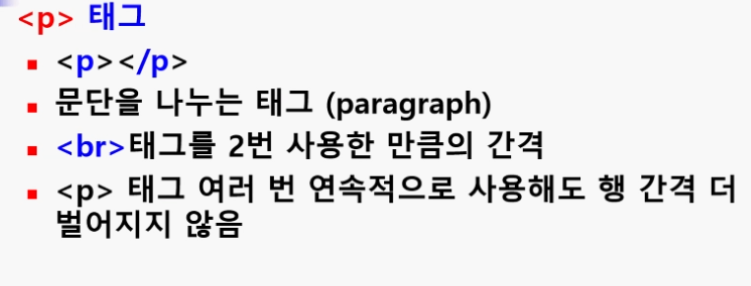 <p> 태그
<p></p>
문단을 나누는 태그 (paragraph)
<br>태그를 2번 사용한 만큼의 간격
<p> 태그 여러 번 연속적으로 사용해도 행 간격 더
벌어지지 않음